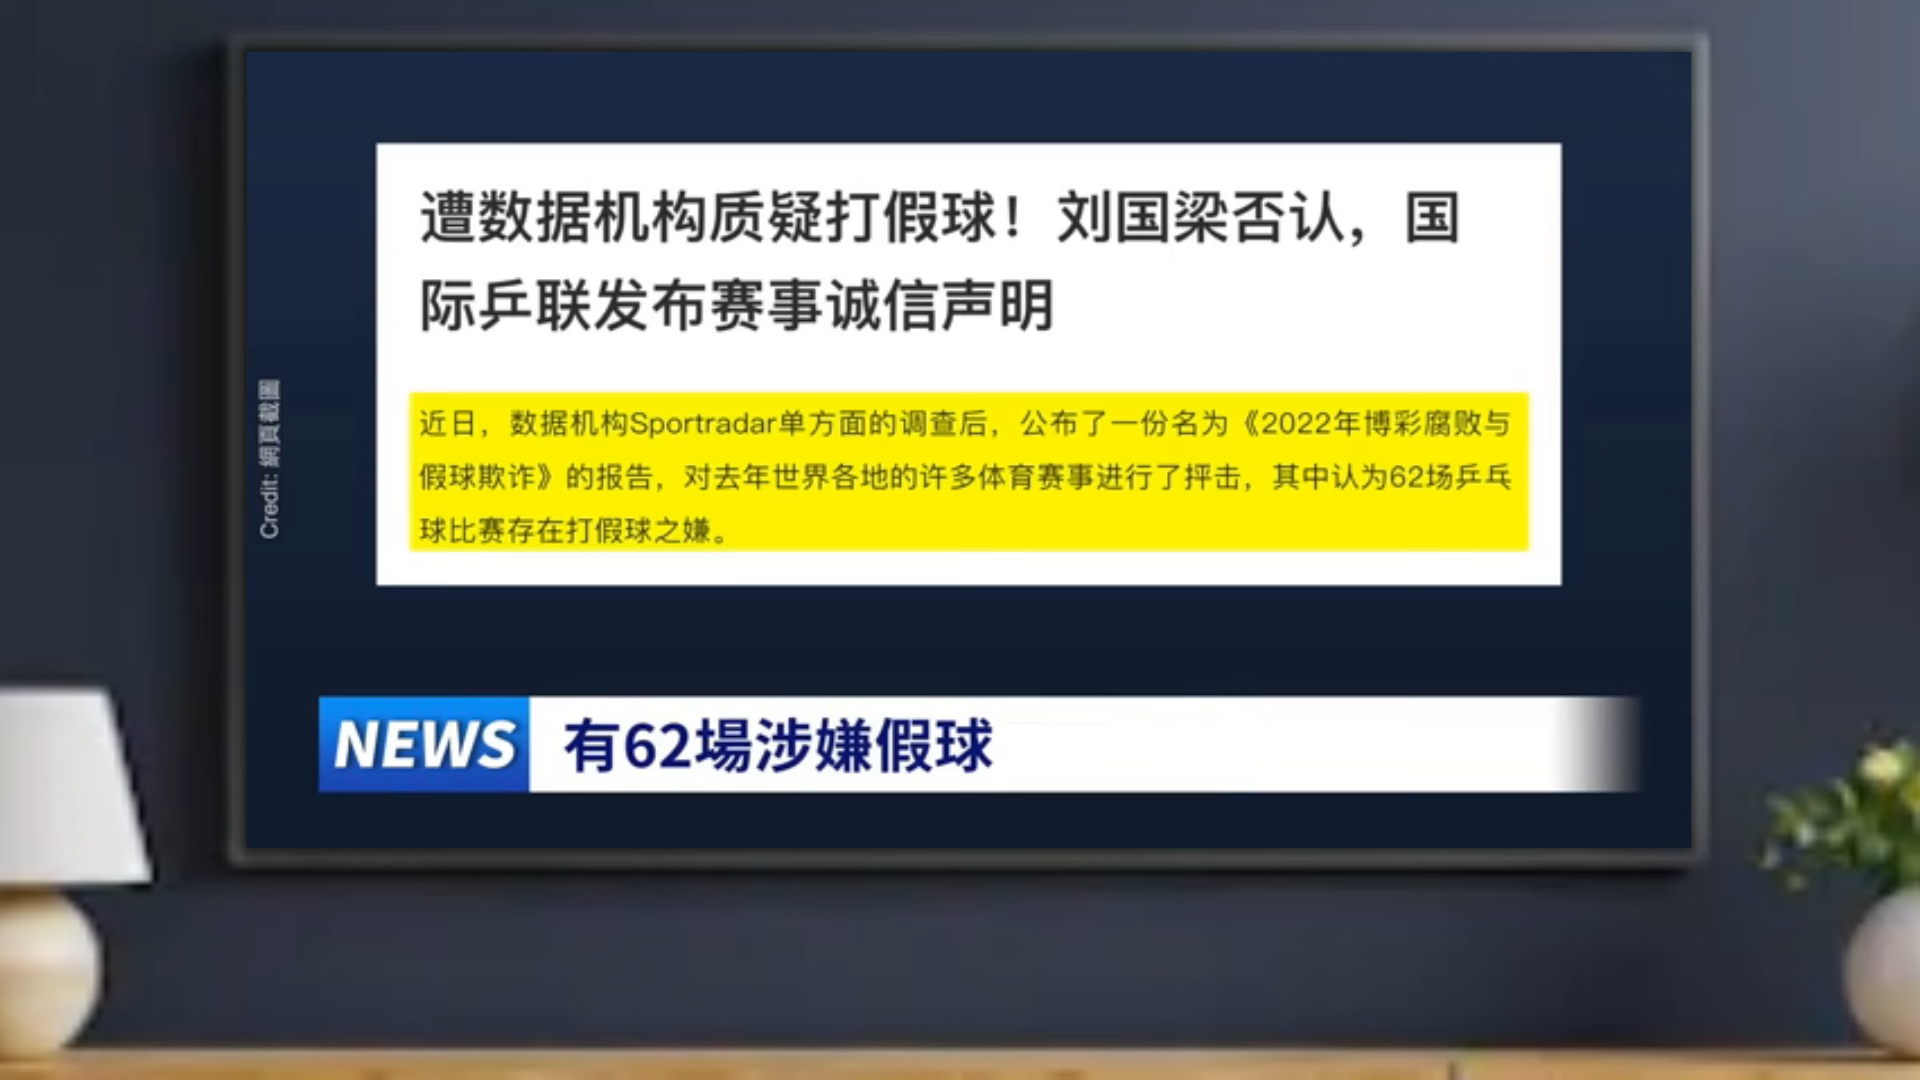 遭数据机构质疑打假球！刘国梁否认，国
际乒联发布赛事诚信声明
近日，数据机构Sportradar单方面的调查后，公布了一份名为《2022年博彩腐败与
假球欺诈》的报告，对去年世界各地的许多体育赛事进行了抨击，其中认为62场乒乓
球比赛存在打假球之嫌。
Credit: 網頁截圖
NEWS 有62場涉嫌假球